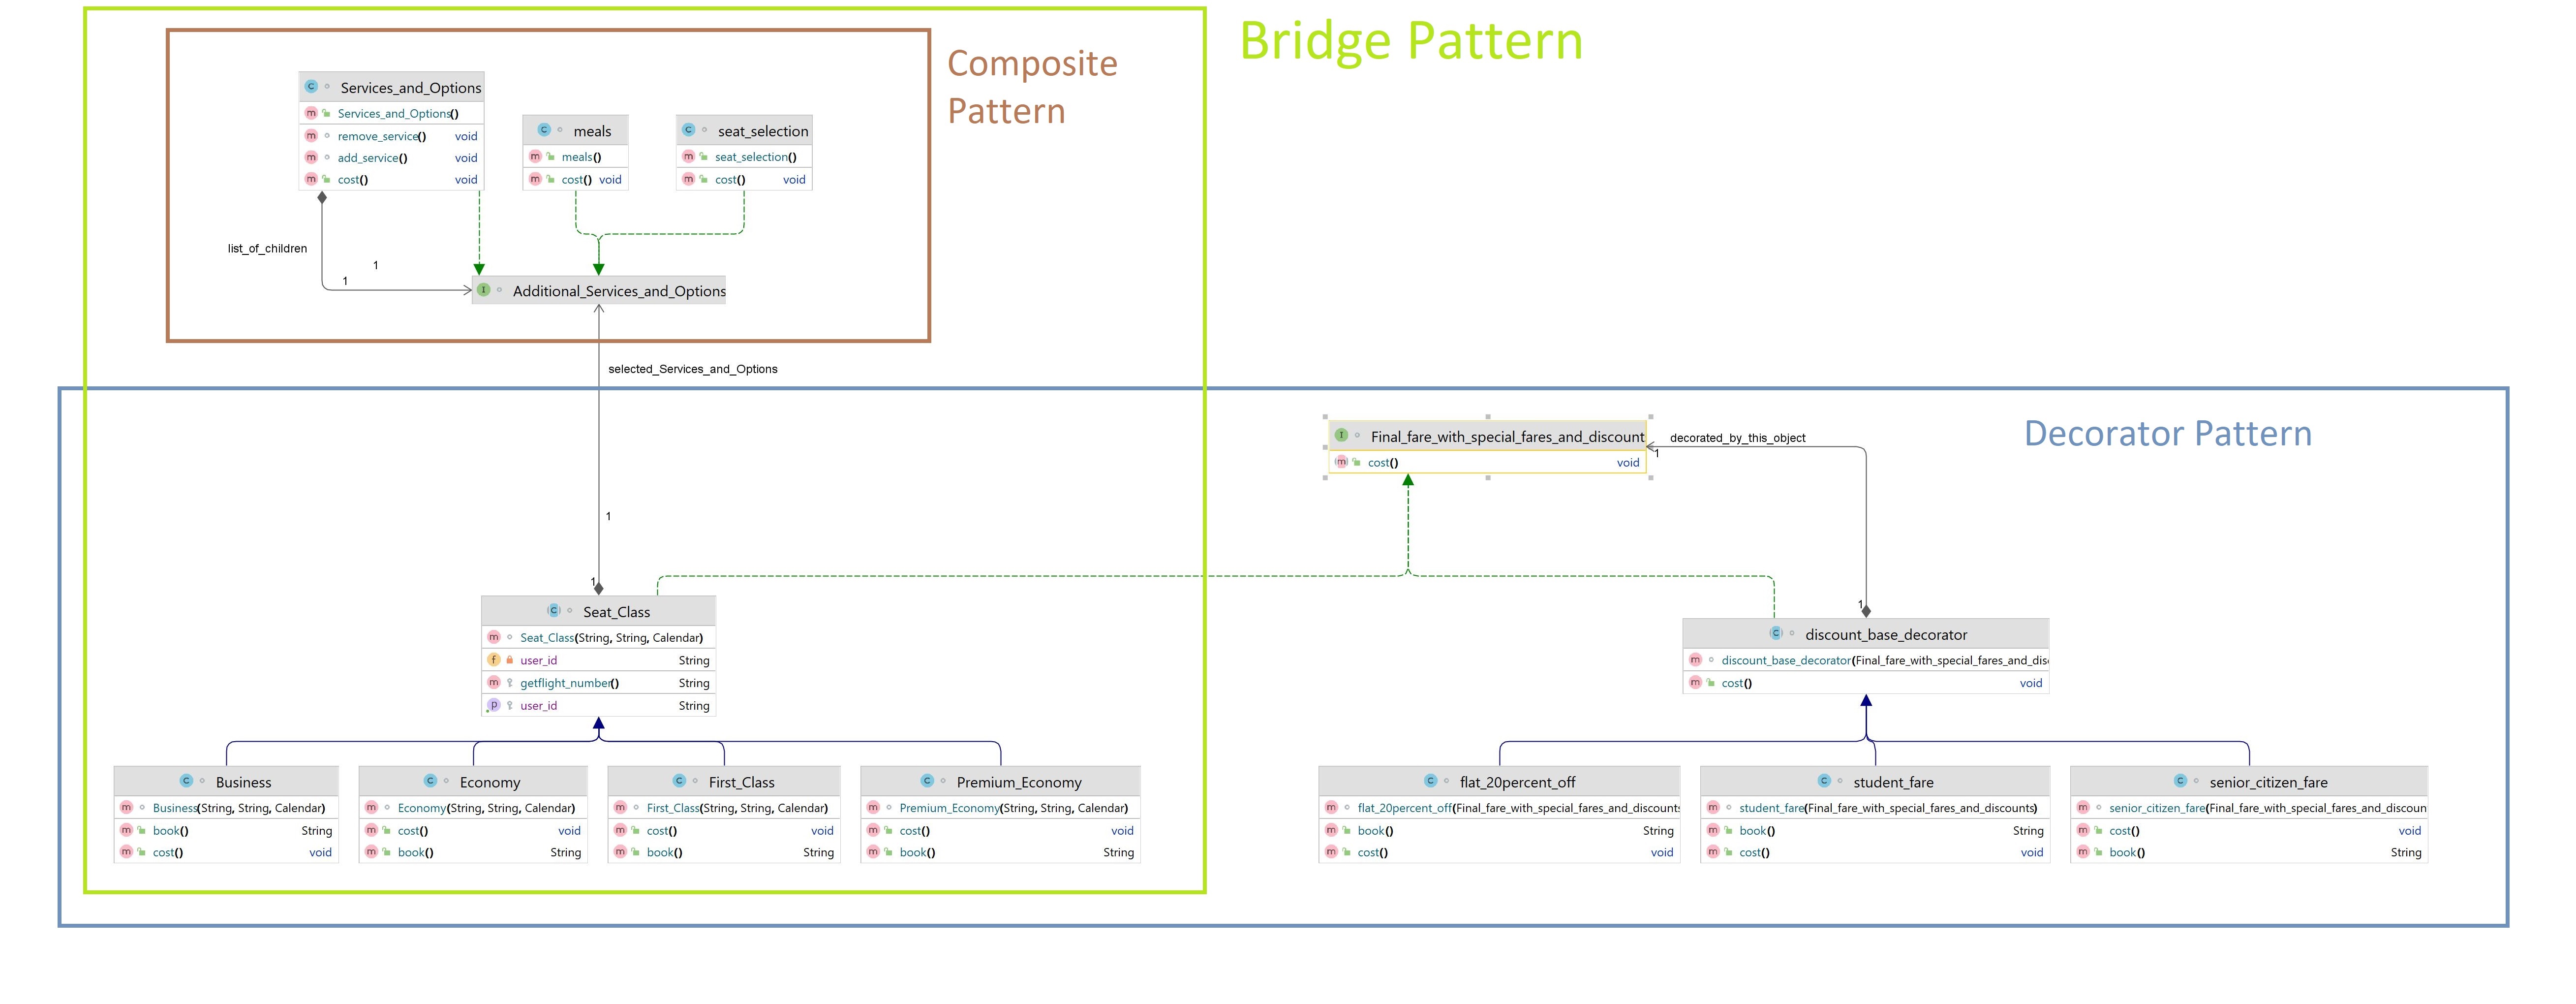 Bridge Pattern
Composite
Pattern
C Services_and_Options
m Services_and_Options()
m remove_service() void
m add_service() void
m cost() void
C meals
m meals()
m cost() void
C seat_selection
m seat_selection()
m cost() void
list_of_children
1
1
I Additional_Services_and_Options
selected_Services_and_Options
1
1
Decorator Pattern
I Final_fare_with_special_fares_and_discount
m cost() void
decorated_by_this_object
1
1
C Seat_Class
m Seat_Class(String, String, Calendar)
f user_id String
m getflight_number() String
p user_id String
C discount_base_decorator
m discount_base_decorator(Final_fare_with_special_fares_and_dis
m cost() void
C Business
m Business(String, String, Calendar)
m book() String
m cost() void
C Economy
m Economy(String, String, Calendar)
m cost() void
m book() String
C First_Class
m First_Class(String, String, Calendar)
m cost() void
m book() String
C Premium_Economy
m Premium_Economy(String, String, Calendar)
m cost() void
m book() String
C flat_20percent_off
m flat_20percent_off(Final_fare_with_special_fares_and_discounts
m book() String
m cost() void
C student_fare
m student_fare(Final_fare_with_special_fares_and_discounts)
m book() String
m cost() void
C senior_citizen_fare
m senior_citizen_fare(Final_fare_with_special_fares_and_discoun
m cost() void
m book() String